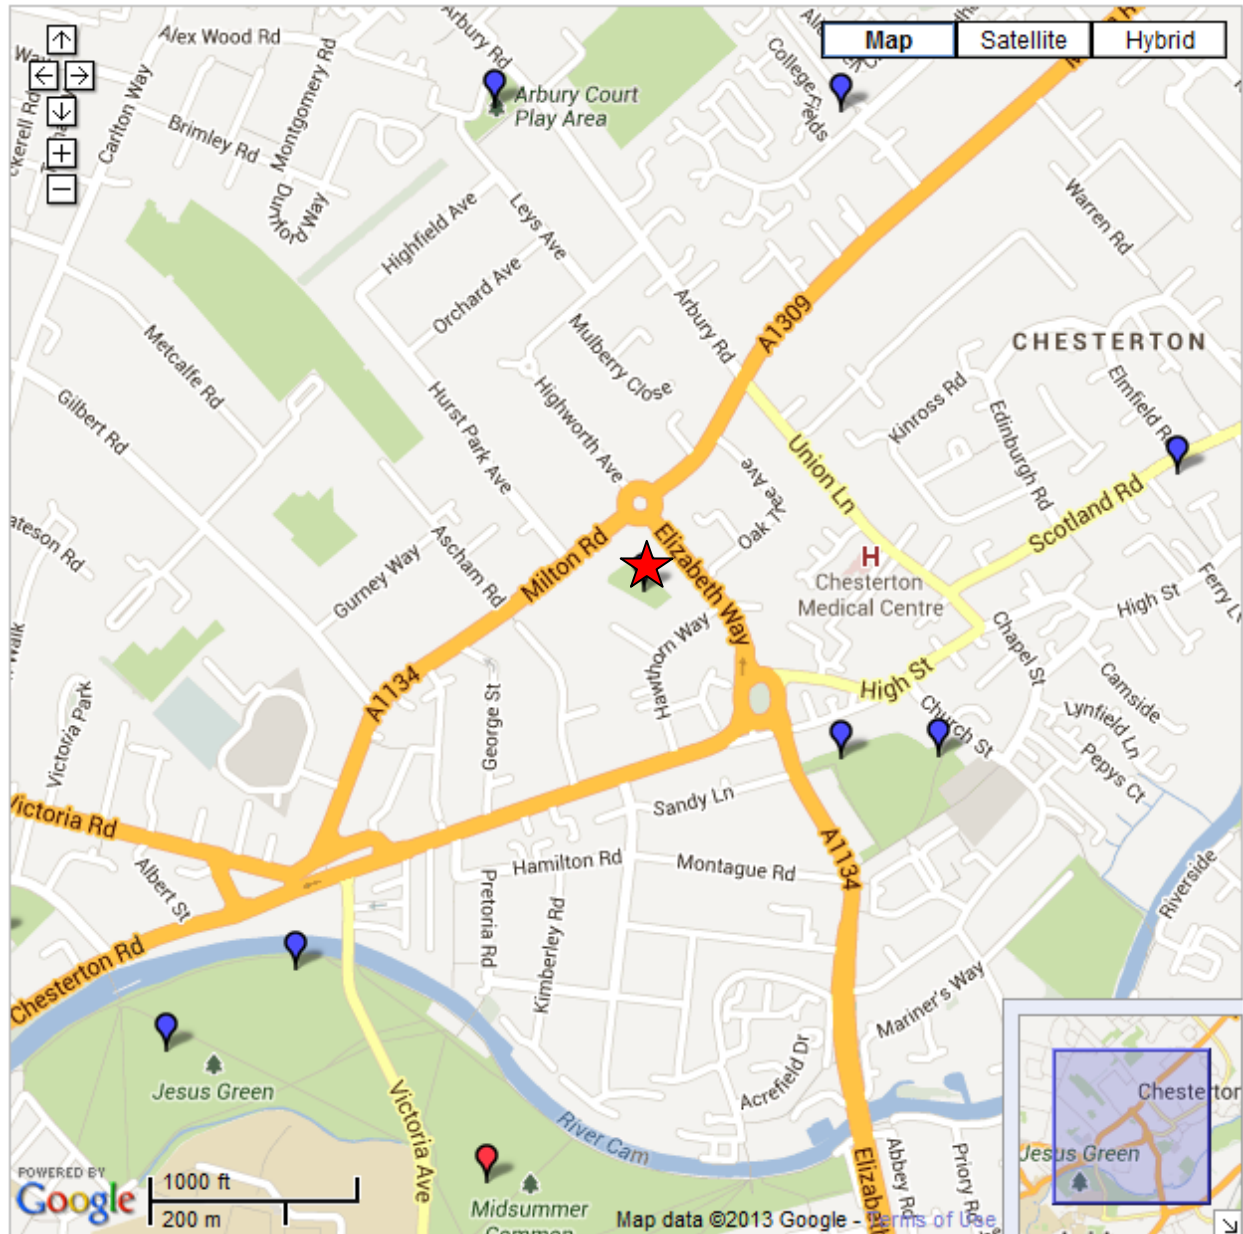 Alex Wood Rd
Arbury Rd
Map
Satellite
Hybrid
Carlton Way
Montgomery Rd
Brimley Rd
Arbury Court
Play Area
Warren Rd
Highfield Ave
Leys Ave
Orchard Ave
Arbury Rd
A1309
CHESTERTON
Metcalfe Rd
Mulberry Close
Gilbert Rd
Hurst Park Ave
Highworth Ave
Kinross Rd
Edinburgh Rd
Elmfield Rd
Union Ln
Scotland Rd
Oak Tree Ave
Milton Rd
Elizabeth Way
Ascham Rd
Gurney Way
H
Chesterton
Medical Centre
High St
Chapel St
Hawthorn Way
A1134
High St
Church St
Camside
Lynfield Ln
Pepys Ct
Victoria Park
George St
Sandy Ln
Victoria Rd
Albert St
Hamilton Rd
Montague Rd
A1134
Riverside
Pretoria Rd
Kimberley Rd
Chesterton Rd
Mariner's Way
Jesus Green
Victoria Ave
Acrefield Dr
River Cam
Abbey Rd
Priory Rd
Midsummer
Common
Chesterton
Jesus Green
POWERED BY
Google
1000 ft
200 m
Map data ©2013 Google - Terms of Use